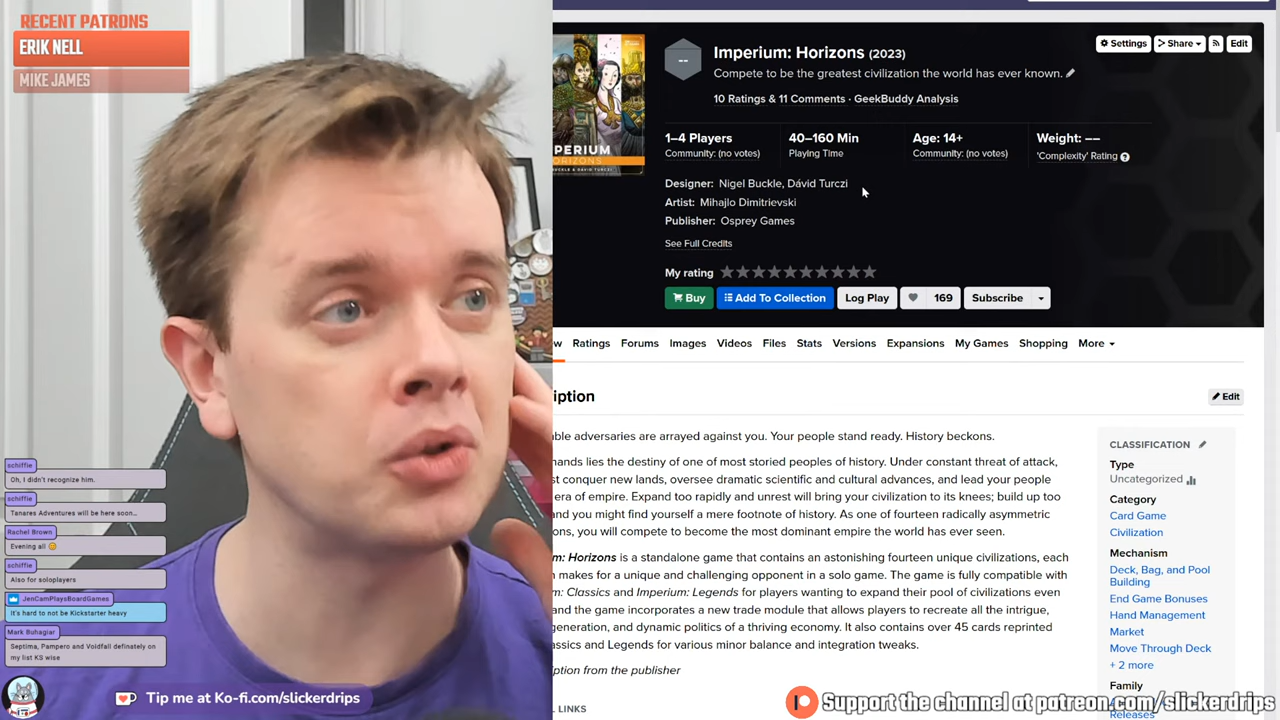 RECENT PATRONS
ERIK NELL
MIKE JAMES
schiffie
Oh, I didn't recognize him.
schiffie
Tanares Adventures will be here soon...
Rachel Brown
Evening all
schiffie
Also for soloplayers
JenCamPlaysBoardGames
It's hard to not be Kickstarter heavy
Mark Buhagiar
Septima, Pampero and Voidfall definately on
my list KS wise
Tip me at Ko-fi.com/slickerdrips
PERIUM
HORIZONS
BUCKLE & DÁVID TURCZI
--
Imperium: Horizons (2023)
Compete to be the greatest civilization the world has ever known.
10 Ratings & 11 Comments · GeekBuddy Analysis
Settings
Share
Edit
1–4 Players
Community: (no votes)
40–160 Min
Playing Time
Age: 14+
Community: (no votes)
Weight: --
'Complexity' Rating ?
Designer: Nigel Buckle, Dávid Turczi
Artist: Mihajlo Dimitrievski
Publisher: Osprey Games
See Full Credits
My rating
Buy
Add To Collection
Log Play
169
Subscribe
w Ratings Forums Images Videos Files Stats Versions Expansions My Games Shopping More
iption
Edit
ble adversaries are arrayed against you. Your people stand ready. History beckons.
ands lies the destiny of one of most storied peoples of history. Under constant threat of attack,
t conquer new lands, oversee dramatic scientific and cultural advances, and lead your people
era of empire. Expand too rapidly and unrest will bring your civilization to its knees; build up too
and you might find yourself a mere footnote of history. As one of fourteen radically asymmetric
ons, you will compete to become the most dominant empire the world has ever seen.
m: Horizons is a standalone game that contains an astonishing fourteen unique civilizations, each
makes for a unique and challenging opponent in a solo game. The game is fully compatible with
m: Classics and Imperium: Legends for players wanting to expand their pool of civilizations even
and the game incorporates a new trade module that allows players to recreate all the intrigue,
generation, and dynamic politics of a thriving economy. It also contains over 45 cards reprinted
assics and Legends for various minor balance and integration tweaks.
iption from the publisher
LINKS
CLASSIFICATION
Type
Uncategorized
Category
Card Game
Civilization
Mechanism
Deck, Bag, and Pool
Building
End Game Bonuses
Hand Management
Market
Move Through Deck
+ 2 more
Family
Releases
Support the channel at patreon.com/slickerdrips